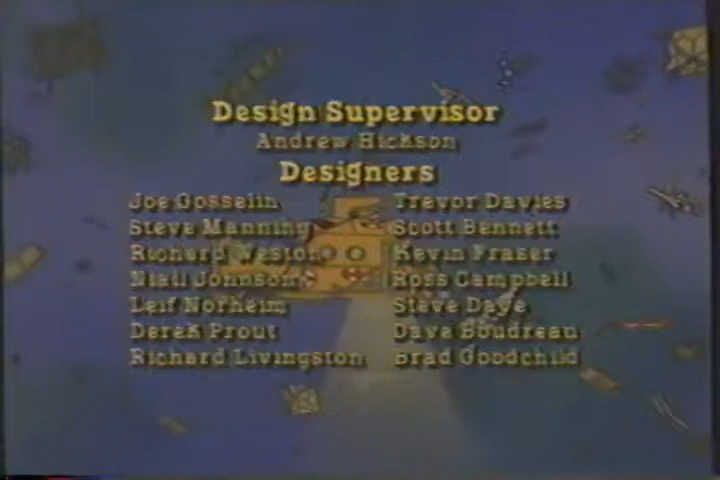 Design Supervisor
Andrew Hickson
Designers
Joe Gosselin Trevor Davies
Steve Manning Scott Bennett
Richard Weston Kevin Fraser
Niall Johnson Ross Campbell
Leif Norheim Steve Daye
Derek Prout Dave Boudreau
Richard Livingston Brad Goodchild